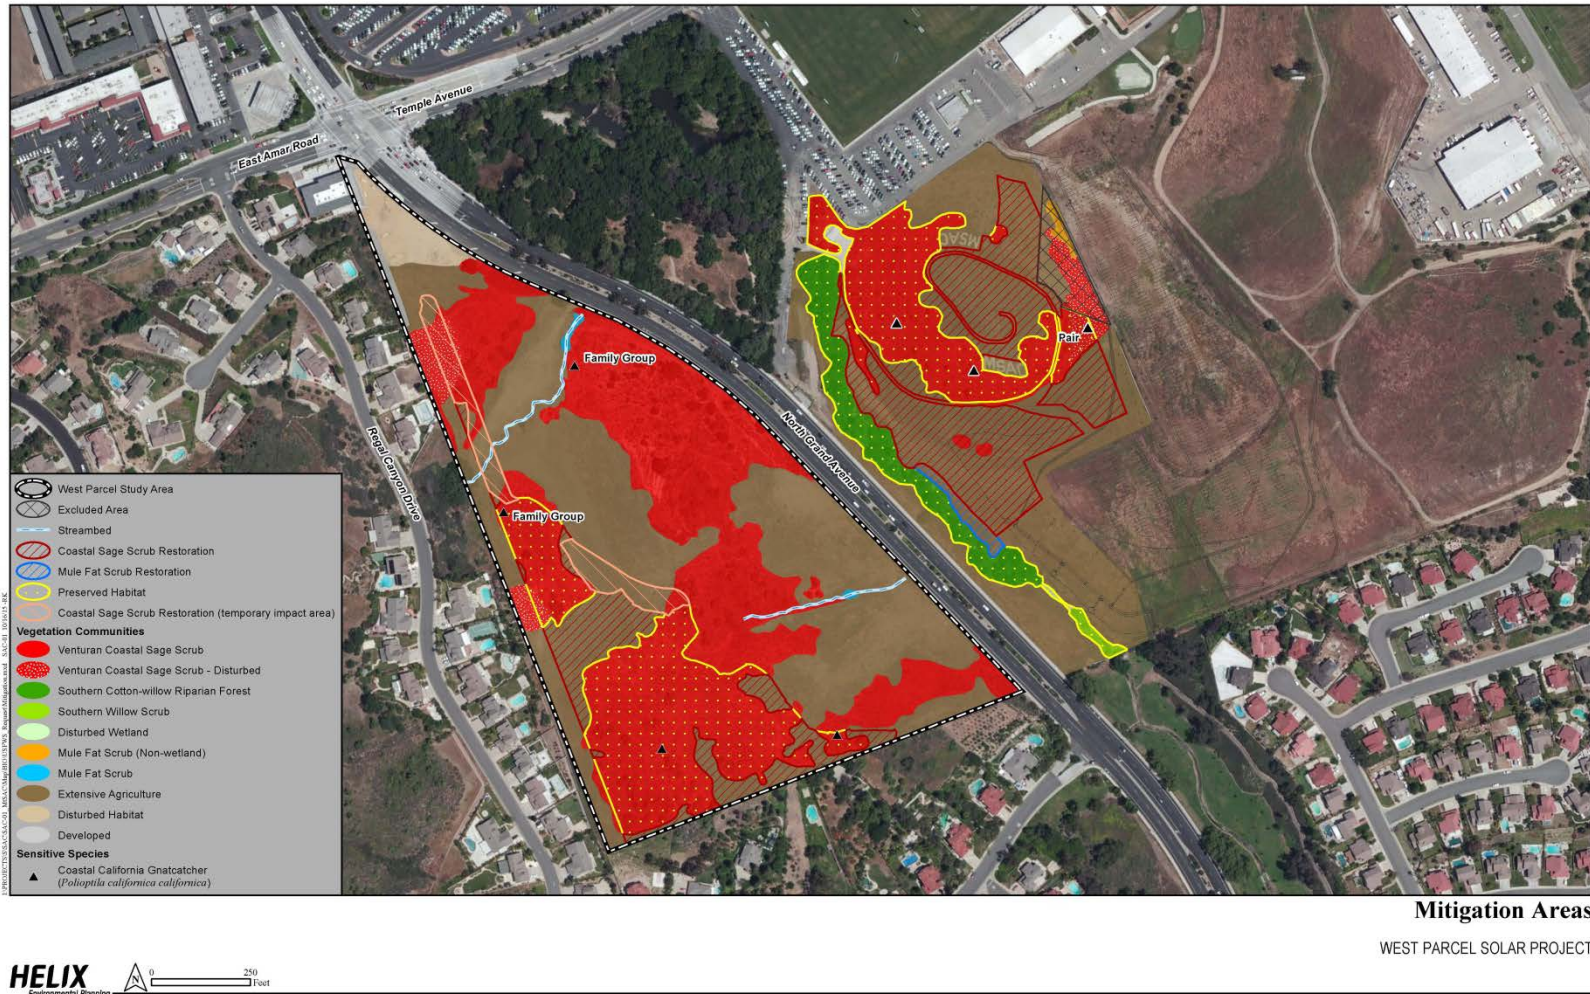 Temple Avenue
East Amar Road
MSAC
Pair
MSAC
Family Group
North Grand Avenue
Regal Canyon Drive
Family Group
West Parcel Study Area
Excluded Area
Streambed
Coastal Sage Scrub Restoration
Mule Fat Scrub Restoration
Preserved Habitat
Coastal Sage Scrub Restoration (temporary impact area)
Vegetation Communities
Venturan Coastal Sage Scrub
Venturan Coastal Sage Scrub - Disturbed
Southern Cotton-willow Riparian Forest
Southern Willow Scrub
Disturbed Wetland
Mule Fat Scrub (Non-wetland)
Mule Fat Scrub
Extensive Agriculture
Disturbed Habitat
Developed
Sensitive Species
Coastal California Gnatcatcher
(Polioptila californica californica)
Mitigation Areas
WEST PARCEL SOLAR PROJECT
HELIX
Environmental Planning
N
0 250
Feet